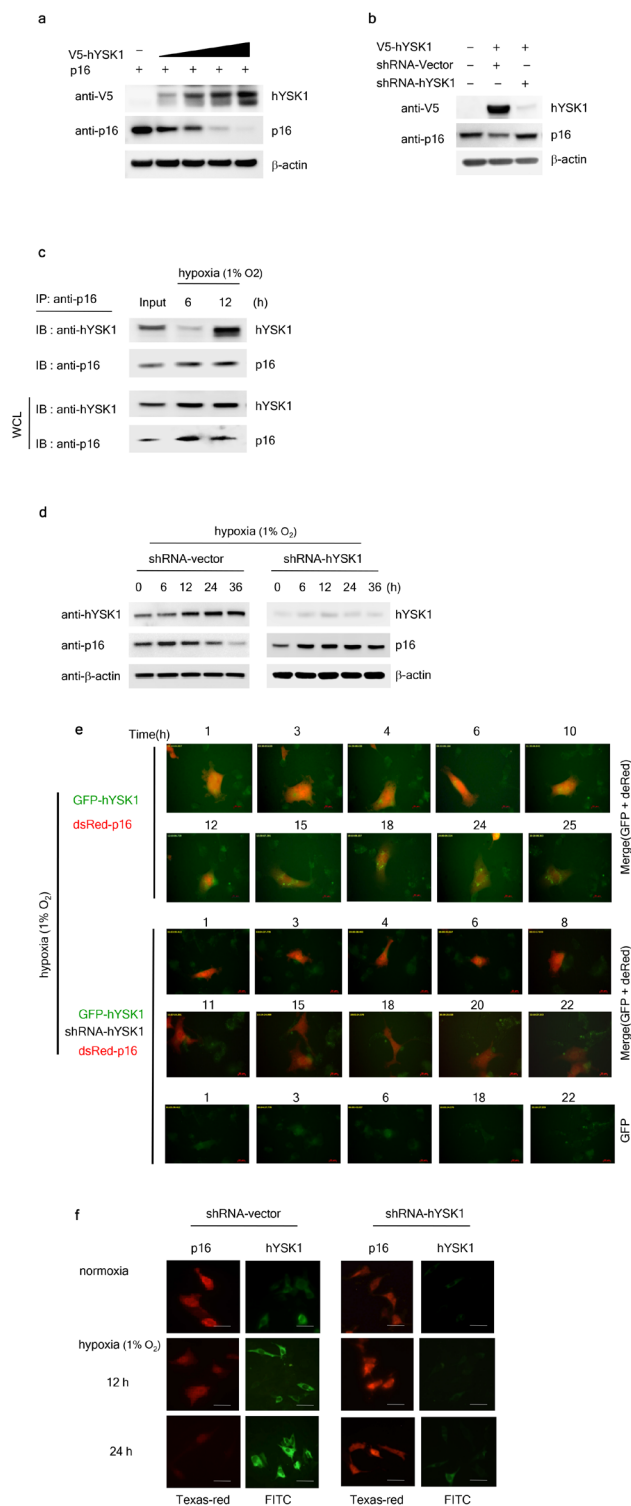 a
V5-hYSK1 –
p16 + + + + +
anti-V5 hYSK1
anti-p16 p16
β-actin
b
V5-hYSK1 – + +
shRNA-Vector – + –
shRNA-hYSK1 – – +
anti-V5 hYSK1
anti-p16 p16
β-actin
c
hypoxia (1% O2)
IP: anti-p16 Input 6 12 (h)
IB : anti-hYSK1 hYSK1
IB : anti-p16 p16
WCL
IB : anti-hYSK1 hYSK1
IB : anti-p16 p16
d
hypoxia (1% O₂)
shRNA-vector shRNA-hYSK1
0 6 12 24 36 0 6 12 24 36 (h)
anti-hYSK1 hYSK1
anti-p16 p16
anti-β-actin β-actin
e
Time(h) 1 3 4 6 10
GFP-hYSK1
dsRed-p16
12 15 18 24 25
Merge(GFP + deRed)
hypoxia (1% O₂)
1 3 4 6 8
GFP-hYSK1
shRNA-hYSK1
dsRed-p16
11 15 18 20 22
Merge(GFP + deRed)
1 3 6 18 22
GFP
f
shRNA-vector shRNA-hYSK1
p16 hYSK1 p16 hYSK1
normoxia
hypoxia (1% O₂)
12 h
24 h
Texas-red FITC Texas-red FITC